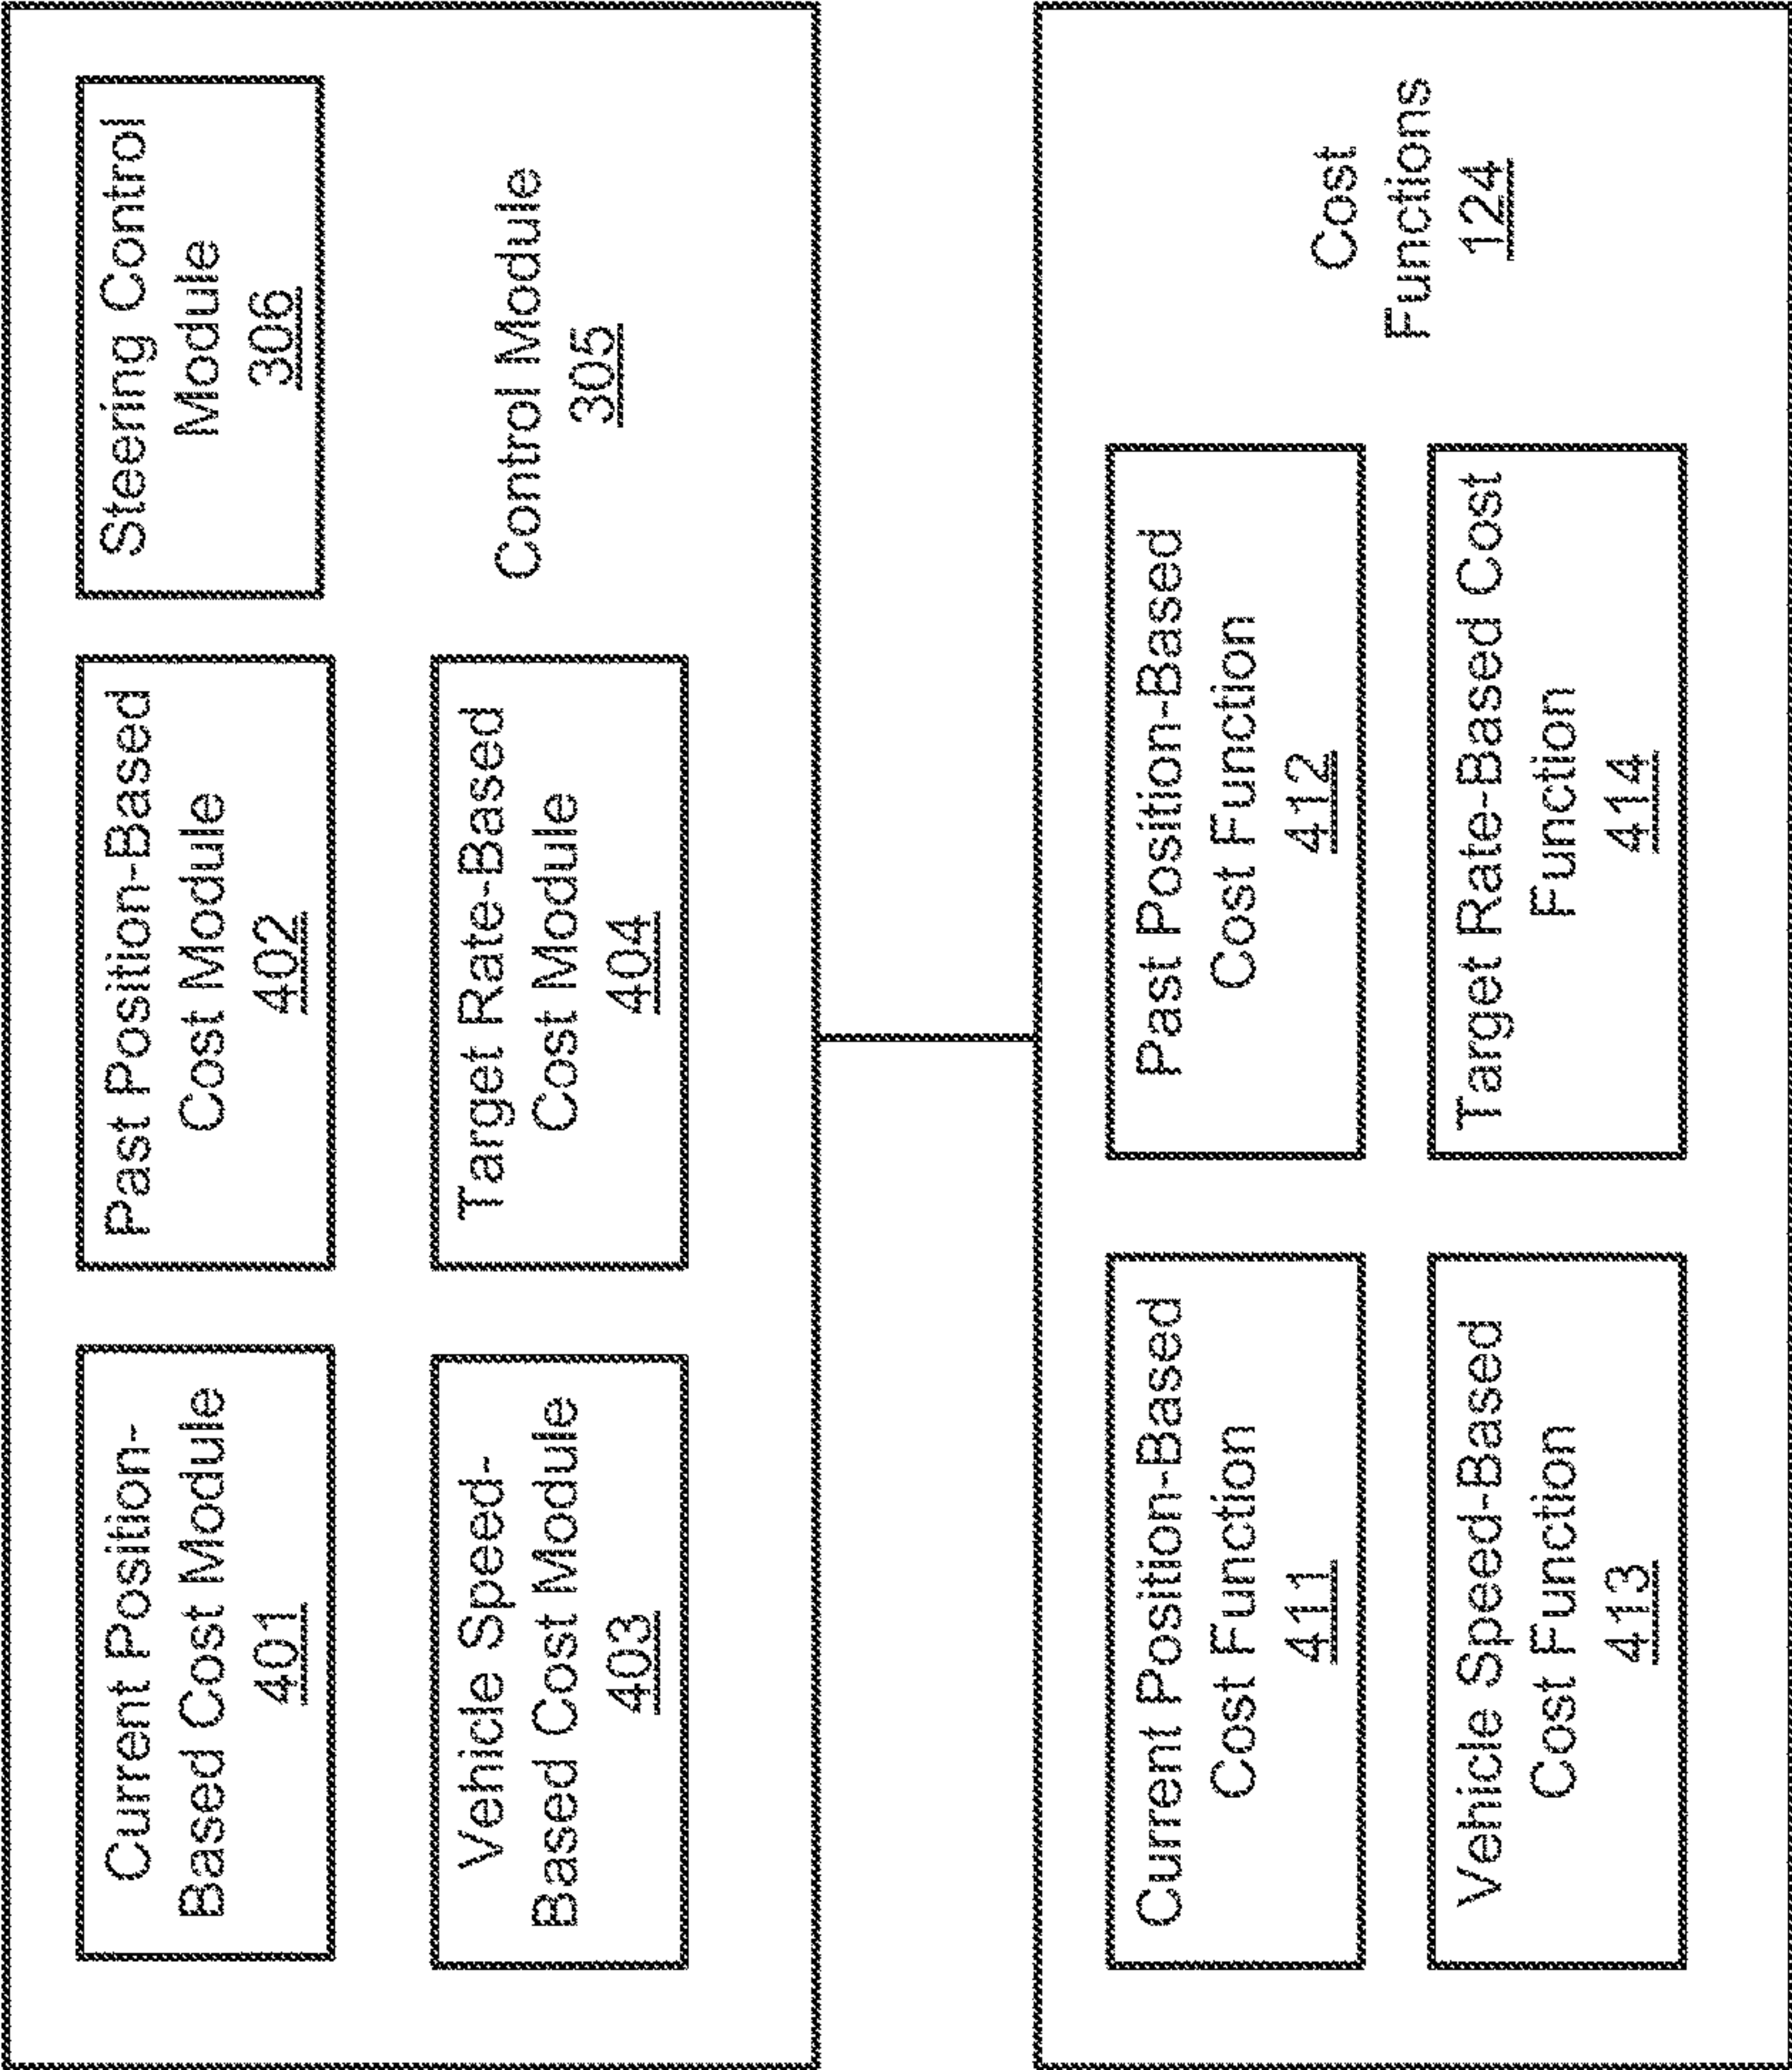 Current Position-
Based Cost Module
401
Past Position-Based
Cost Module
402
Steering Control
Module
306
Vehicle Speed-
Based Cost Module
403
Target Rate-Based
Cost Module
404
Control Module
305
Current Position-Based
Cost Function
411
Past Position-Based
Cost Function
412
Vehicle Speed-Based
Cost Function
413
Target Rate-Based Cost
Function
414
Cost
Functions
124